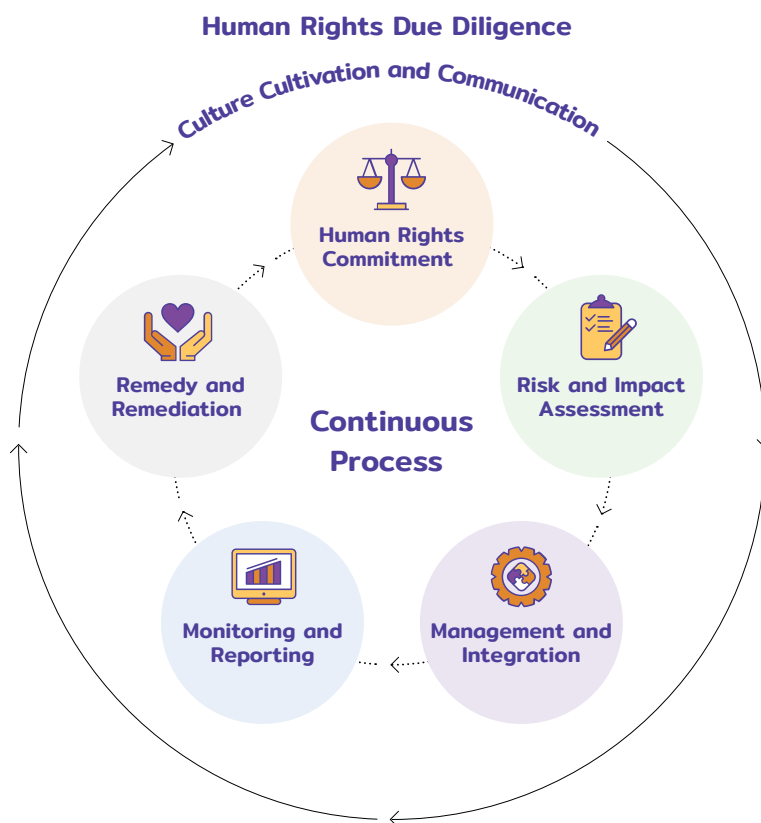 Human Rights Due Diligence
Culture Cultivation and Communication
Human Rights
Commitment
Risk and Impact
Assessment
Management and
Integration
Monitoring and
Reporting
Remedy and
Remediation
Continuous
Process